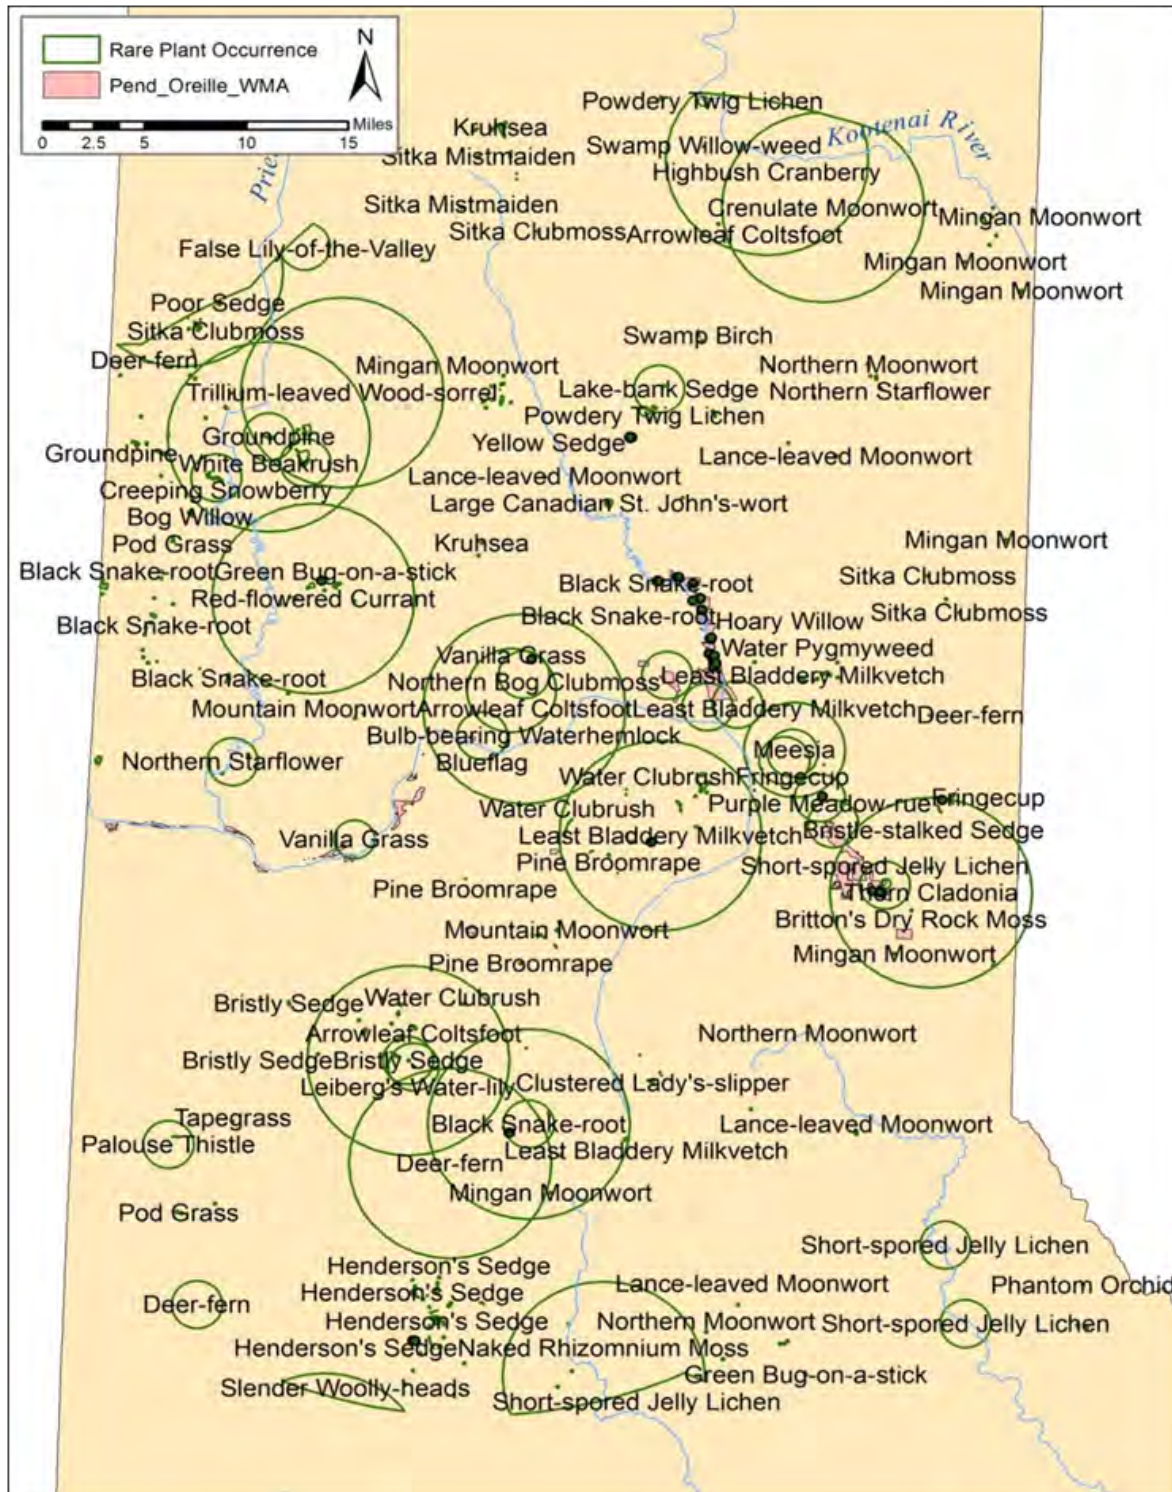 Rare Plant Occurrence
N
Pend_Oreille_WMA
Miles
0 2.5 5 10 15
Powdery Twig Lichen
Kruhsea
Kootenai River
Sitka Mistmaiden
Swamp Willow-weed
Highbush Cranberry
Prie
Sitka Mistmaiden
Crenulate Moonwort
Mingan Moonwort
Sitka Clubmoss
Arrowleaf Coltsfoot
False Lily-of-the-Valley
Mingan Moonwort
Mingan Moonwort
Poor Sedge
Sitka Clubmoss
Swamp Birch
Deer-fern
Mingan Moonwort
Northern Moonwort
Trillium-leaved Wood-sorrel
Lake-bank Sedge
Northern Starflower
Powdery Twig Lichen
Groundpine
Yellow Sedge
Groundpine
White Beakrush
Lance-leaved Moonwort
Lance-leaved Moonwort
Creeping Snowberry
Large Canadian St. John's-wort
Bog Willow
Pod Grass
Kruhsea
Mingan Moonwort
Black Snake-root
Green Bug-on-a-stick
Black Snake-root
Sitka Clubmoss
Red-flowered Currant
Black Snake-root
Black Snake-root
Hoary Willow
Sitka Clubmoss
Vanilla Grass
Water Pygmyweed
Black Snake-root
Northern Bog Clubmoss
Least Bladdery Milkvetch
Mountain Moonwort
Arrowleaf Coltsfoot
Least Bladdery Milkvetch
Deer-fern
Bulb-bearing Waterhemlock
Meesia
Northern Starflower
Blueflag
Water Clubrush
Fringecup
Water Clubrush
Purple Meadow-rue
Fringecup
Vanilla Grass
Least Bladdery Milkvetch
Bristle-stalked Sedge
Pine Broomrape
Short-spored Jelly Lichen
Pine Broomrape
Thorn Cladonia
Britton's Dry Rock Moss
Mountain Moonwort
Mingan Moonwort
Pine Broomrape
Bristly Sedge
Water Clubrush
Arrowleaf Coltsfoot
Northern Moonwort
Bristly Sedge
Bristly Sedge
Leiberg's Water-lily
Clustered Lady's-slipper
Tapegrass
Black Snake-root
Lance-leaved Moonwort
Palouse Thistle
Least Bladdery Milkvetch
Deer-fern
Mingan Moonwort
Pod Grass
Short-spored Jelly Lichen
Henderson's Sedge
Lance-leaved Moonwort
Phantom Orchid
Henderson's Sedge
Deer-fern
Henderson's Sedge
Northern Moonwort
Short-spored Jelly Lichen
Henderson's Sedge
Naked Rhizomnium Moss
Green Bug-on-a-stick
Slender Woolly-heads
Short-spored Jelly Lichen